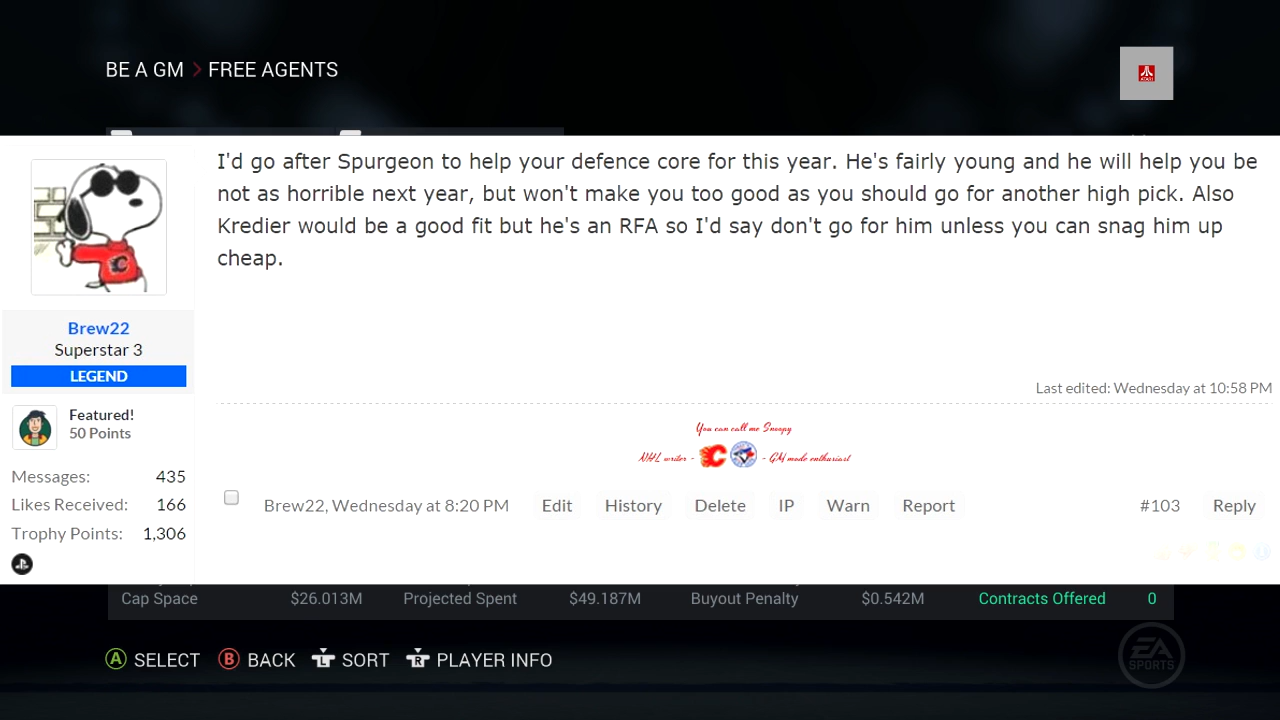 BE A GM > FREE AGENTS
I'd go after Spurgeon to help your defence core for this year. He's fairly young and he will help you be
not as horrible next year, but won't make you too good as you should go for another high pick. Also
Kredier would be a good fit but he's an RFA so I'd say don't go for him unless you can snag him up
cheap.
Brew22
Superstar 3
LEGEND
Featured!
50 Points
Messages: 435
Likes Received: 166
Trophy Points: 1,306
Last edited: Wednesday at 10:58 PM
You can call me Snoopy
NHL writer - - GM mode enthusiast
Brew22, Wednesday at 8:20 PM Edit History Delete IP Warn Report #103 Reply
Cap Space $26.013M Projected Spent $49.187M Buyout Penalty $0.542M Contracts Offered 0
A SELECT B BACK L SORT R PLAYER INFO
EA
SPORTS